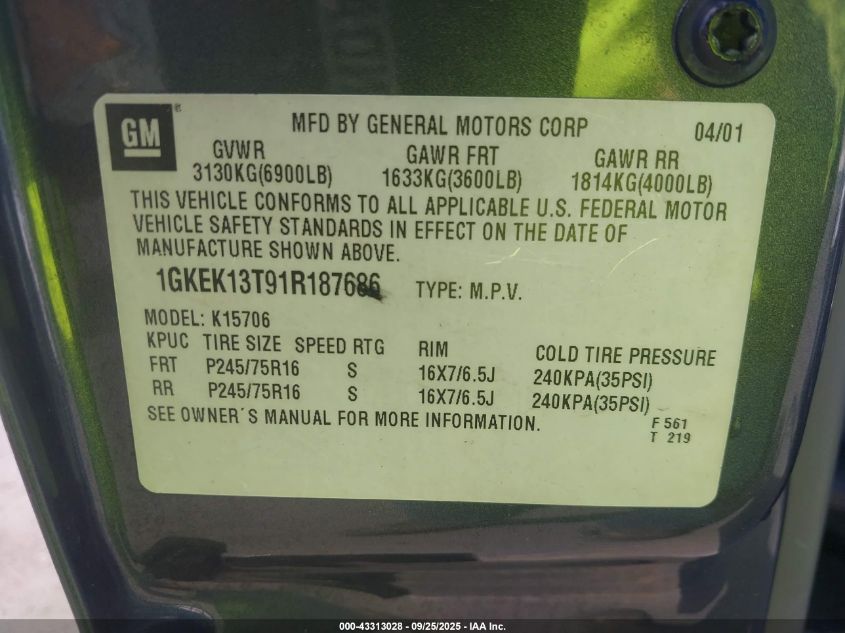 GM ®
MFD BY GENERAL MOTORS CORP 04/01
GVWR GAWR FRT GAWR RR
3130KG(6900LB) 1633KG(3600LB) 1814KG(4000LB)
THIS VEHICLE CONFORMS TO ALL APPLICABLE U.S. FEDERAL MOTOR
VEHICLE SAFETY STANDARDS IN EFFECT ON THE DATE OF
MANUFACTURE SHOWN ABOVE.
1GKEK13T91R187686 TYPE: M.P.V.
MODEL: K15706
KPUC TIRE SIZE SPEED RTG RIM COLD TIRE PRESSURE
FRT P245/75R16 S 16X7/6.5J 240KPA(35PSI)
RR P245/75R16 S 16X7/6.5J 240KPA(35PSI)
SEE OWNER´S MANUAL FOR MORE INFORMATION. F 561
T 219
000-43313028 - 09/25/2025 - IAA Inc.